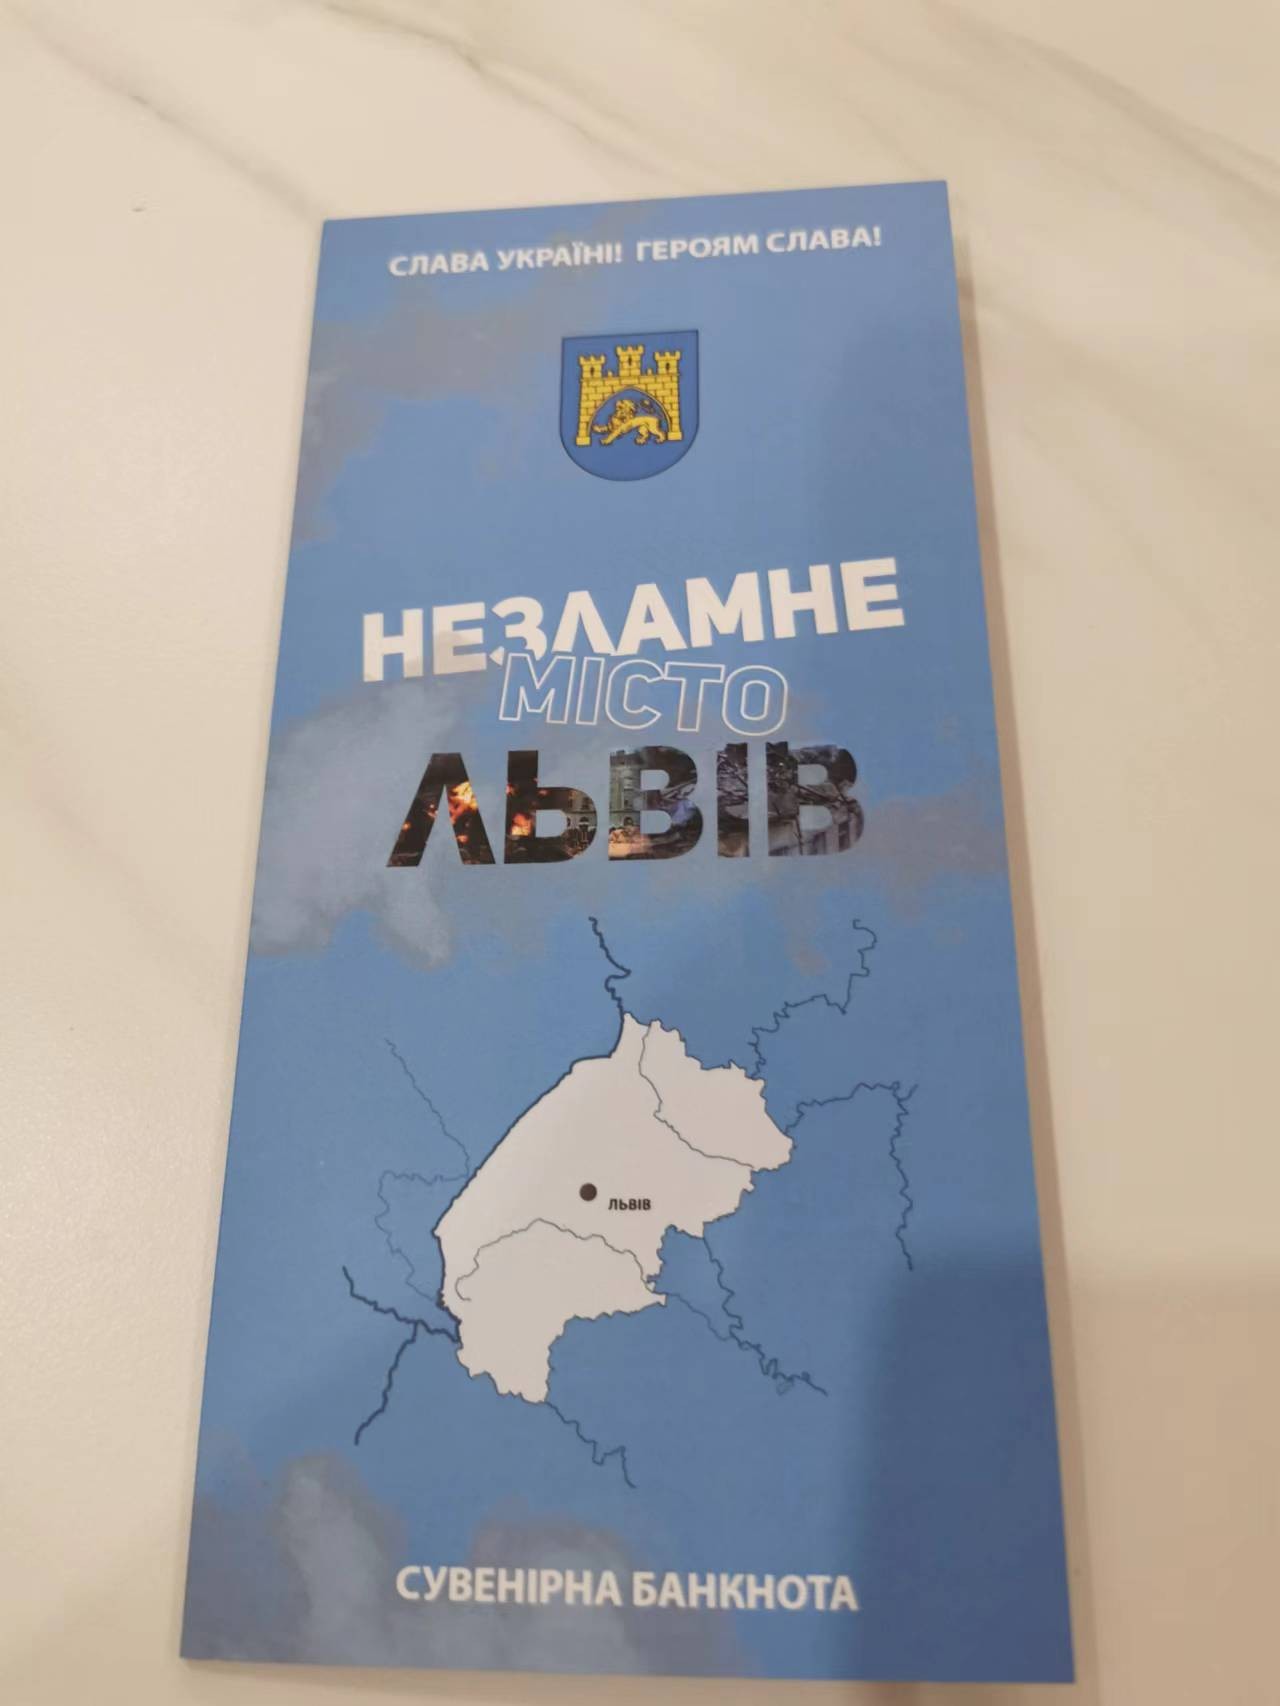 СЛАВА УКРАЇНІ! ГЕРОЯМ СЛАВА!
НЕЗЛАМНЕ
МІСТО
ЛЬВІВ
ЛЬВІВ
СУВЕНІРНА БАНКНОТА